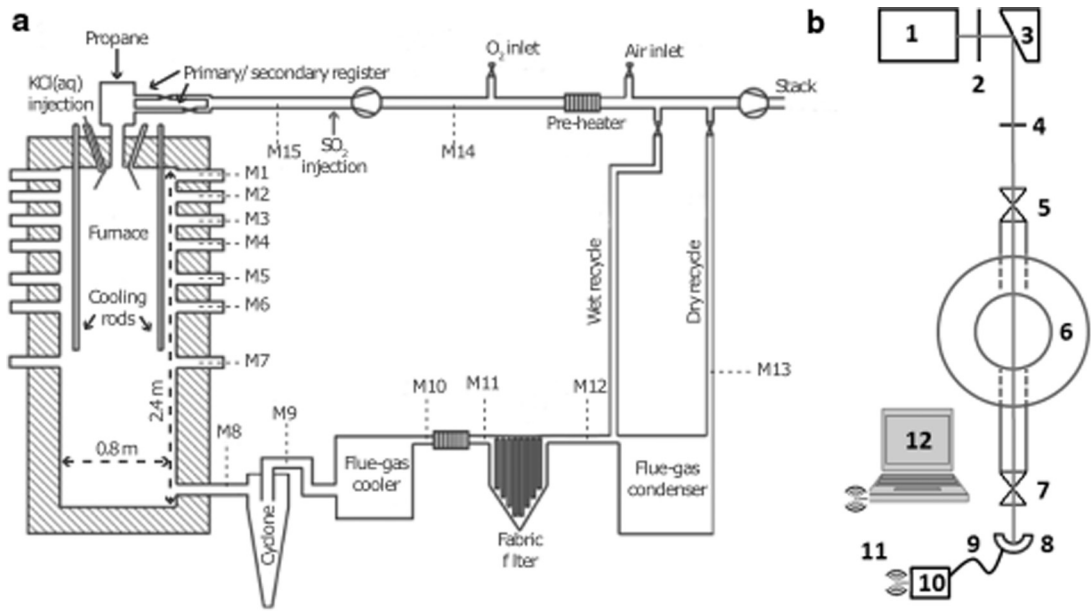 a
b
Propane
KCl(aq)
injection
Primary/ secondary register
O2 inlet
Air inlet
Stack
Pre-heater
M15
SO2
injection
M14
M1
M2
M3
M4
M5
M6
M7
Furnace
Cooling
rods
2.4 m
0.8 m
M8
M9
M10
M11
M12
M13
Wet recycle
Dry recycle
Cyclone
Flue-gas
cooler
Fabric
filter
Flue-gas
condenser
1
2
3
4
5
6
7
8
9
10
11
12